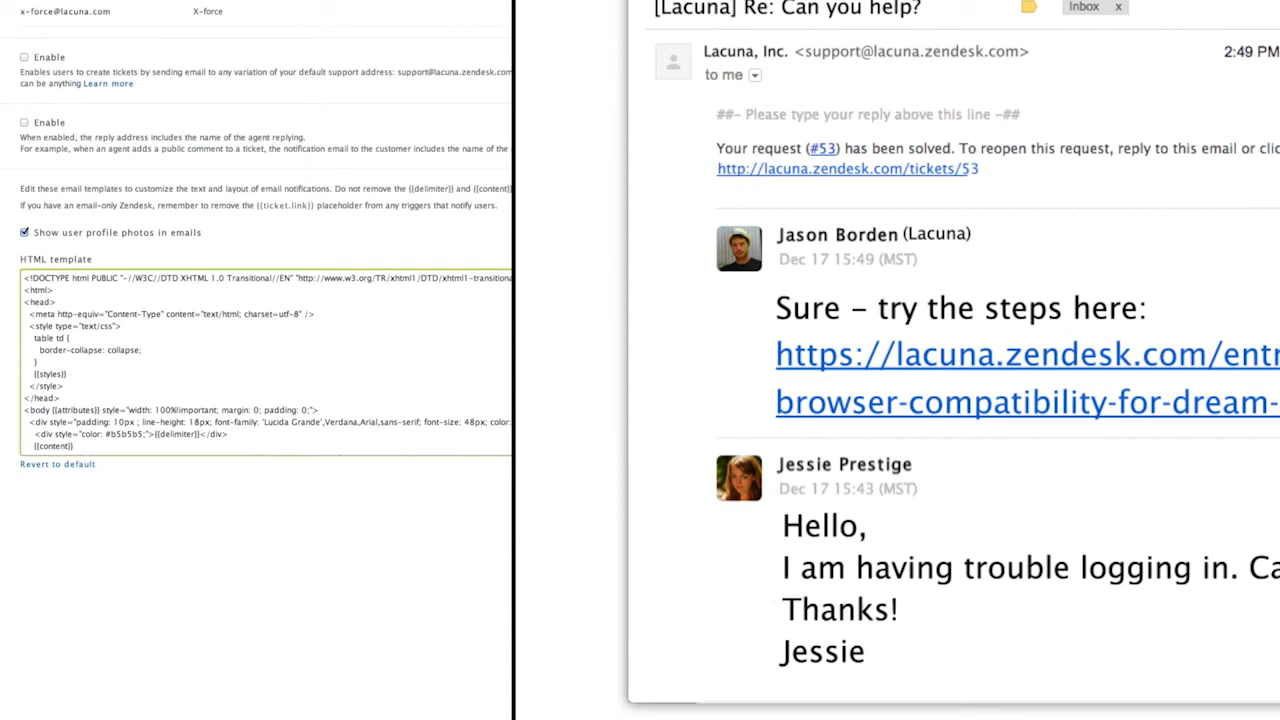 x-force@lacuna.com X-force
Enable
Enables users to create tickets by sending email to any variation of your default support address: support@lacuna.zendesk.com
can be anything Learn more
Enable
When enabled, the reply address includes the name of the agent replying.
For example, when an agent adds a public comment to a ticket, the notification email to the customer includes the name of the
Edit these email templates to customize the text and layout of email notifications. Do not remove the {{delimiter}} and {{content}}
If you have an email-only Zendesk, remember to remove the {{ticket.link}} placeholder from any triggers that notify users.
Show user profile photos in emails
HTML template
<!DOCTYPE html PUBLIC "-//W3C//DTD XHTML 1.0 Transitional//EN" "http://www.w3.org/TR/xhtml1/DTD/xhtml1-transitiona
<html>
<head>
<meta http-equiv="Content-Type" content="text/html; charset=utf-8" />
<style type="text/css">
table td {
border-collapse: collapse;
}
{{styles}}
</style>
</head>
<body {{attributes}} style="width: 100%!important; margin: 0; padding: 0;">
<div style="padding: 10px ; line-height: 18px; font-family: 'Lucida Grande',Verdana,Arial,sans-serif; font-size: 48px; color:
<div style="color: #b5b5b5;">{{delimiter}}</div>
{{content}}
Revert to default
[Lacuna] Re: Can you help? Inbox x
Lacuna, Inc. <support@lacuna.zendesk.com> 2:49 PM
to me
##- Please type your reply above this line -##
Your request (#53) has been solved. To reopen this request, reply to this email or clic
http://lacuna.zendesk.com/tickets/53
Jason Borden (Lacuna)
Dec 17 15:49 (MST)
Sure - try the steps here:
https://lacuna.zendesk.com/entr
browser-compatibility-for-dream-
Jessie Prestige
Dec 17 15:43 (MST)
Hello,
I am having trouble logging in. Ca
Thanks!
Jessie